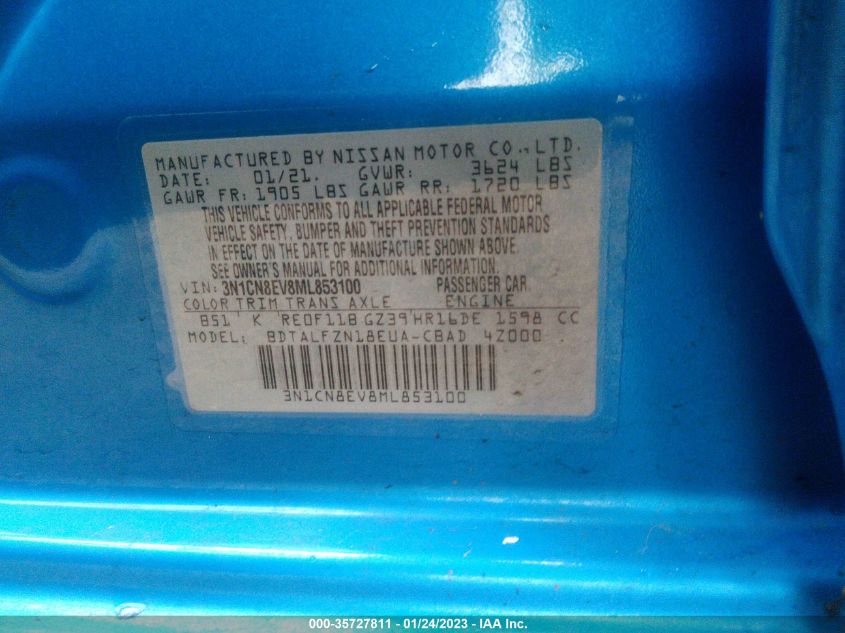 MANUFACTURED BY NISSAN MOTOR CO., LTD.
DATE: 01/21. GVWR: 3624 LBS
GAWR FR: 1905 LBS GAWR RR: 1720 LBS
THIS VEHICLE CONFORMS TO ALL APPLICABLE FEDERAL MOTOR
VEHICLE SAFETY, BUMPER AND THEFT PREVENTION STANDARDS
IN EFFECT ON THE DATE OF MANUFACTURE SHOWN ABOVE.
SEE OWNER'S MANUAL FOR ADDITIONAL INFORMATION.
VIN: 3N1CN8EV8ML853100 PASSENGER CAR.
COLOR TRIM TRANS AXLE ENGINE
B51 K RE0F11B GZ39 HR16DE 1598 CC
MODEL: BDTALFZN18EUA-CBAD 4Z000
3N1CN8EV8ML853100
000-35727811 - 01/24/2023 - IAA Inc.